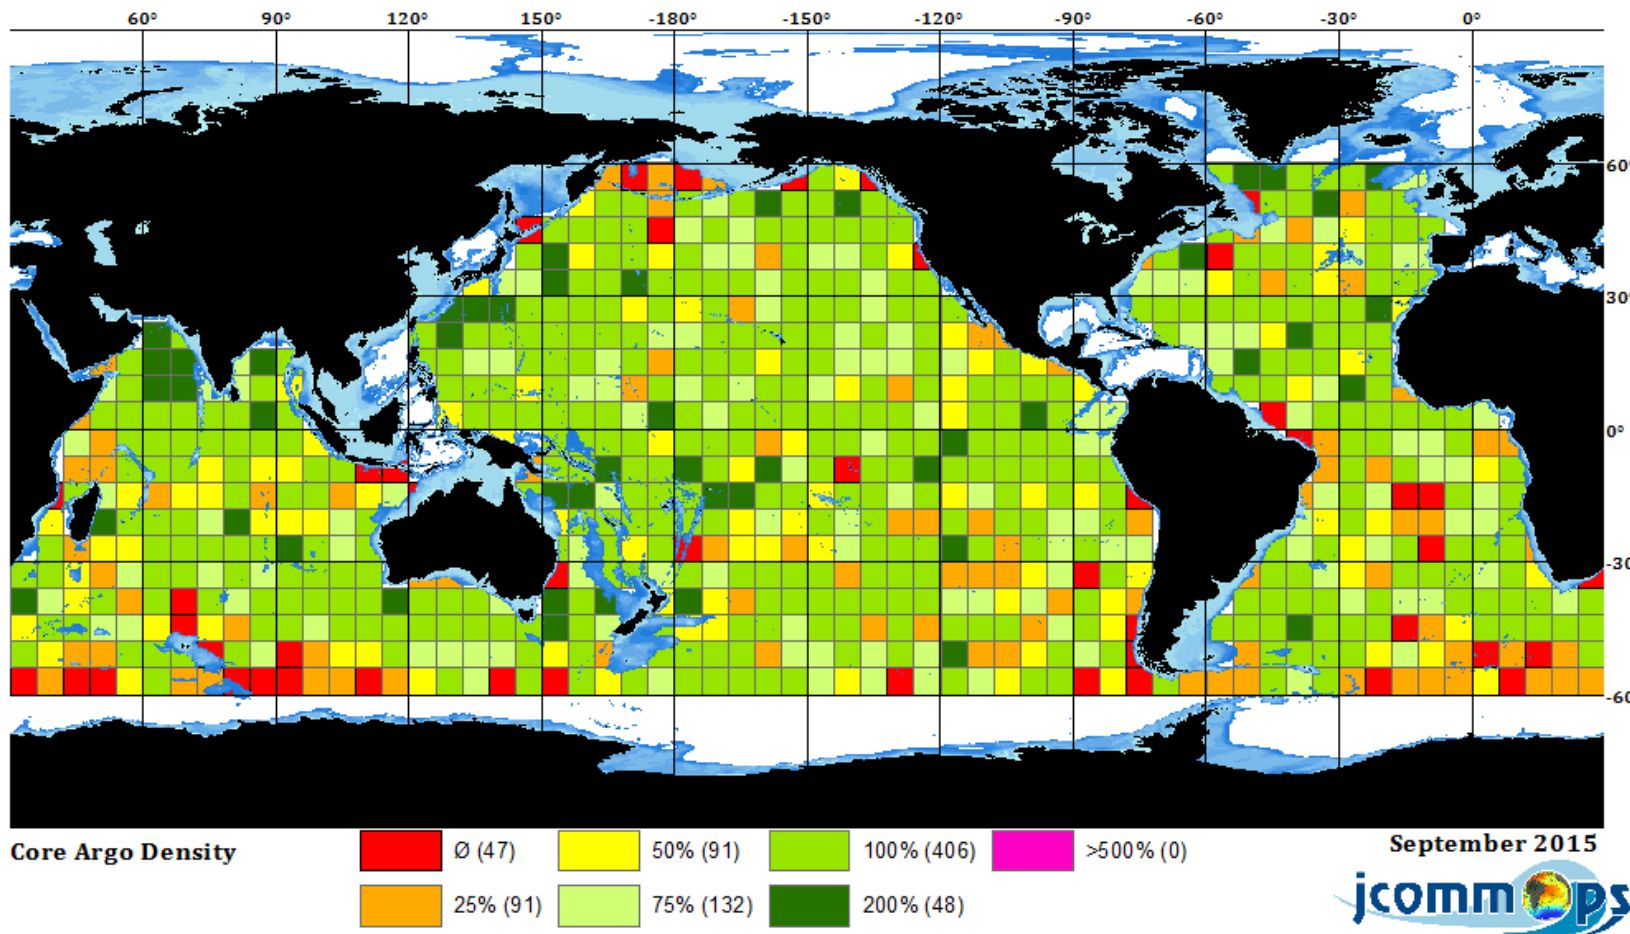 60° 90° 120° 150° -180° -150° -120° -90° -60° -30° 0°
60°
30°
0°
-30
-60
Core Argo Density
Ø (47) 50% (91) 100% (406) >500% (0)
September 2015
25% (91) 75% (132) 200% (48)
jcommops